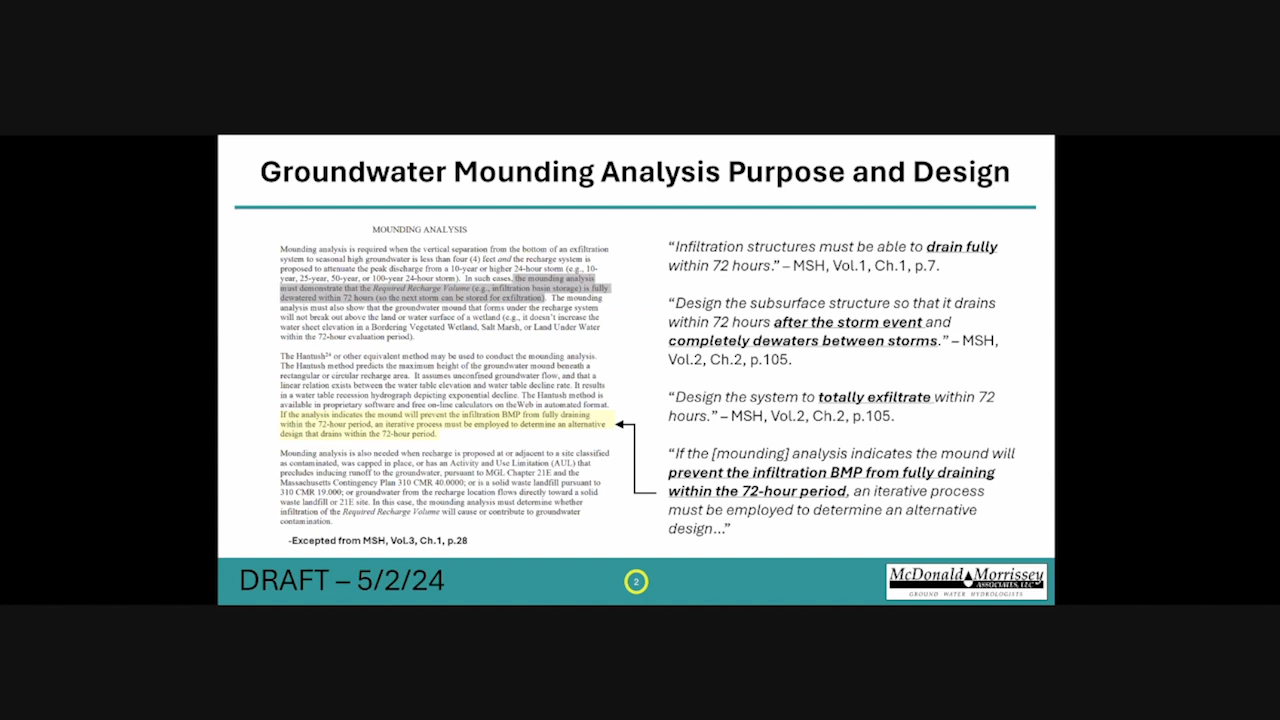 Groundwater Mounding Analysis Purpose and Design
MOUNDING ANALYSIS
Mounding analysis is required when the vertical separation from the bottom of an exfiltration
system to seasonal high groundwater is less than four (4) feet and the recharge system is
proposed to attenuate the peak discharge from a 10-year or higher 24-hour storm (e.g., 10-
year, 25-year, 50-year, or 100-year 24-hour storm). In such cases, the mounding analysis
must demonstrate that the Required Recharge Volume (e.g., infiltration basin storage) is fully
dewatered within 72 hours (so the next storm can be stored for exfiltration). The mounding
analysis must also show that the groundwater mound that forms under the recharge system
will not break out above the land or water surface of a wetland (e.g., it doesn't increase the
water sheet elevation in a Bordering Vegetated Wetland, Salt Marsh, or Land Under Water
within the 72-hour evaluation period).
The Hantush24 or other equivalent method may be used to conduct the mounding analysis.
The Hantush method predicts the maximum height of the groundwater mound beneath a
rectangular or circular recharge area. It assumes unconfined groundwater flow, and that a
linear relation exists between the water table elevation and water table decline rate. It results
in a water table recession hydrograph depicting exponential decline. The Hantush method is
available in proprietary software and free on-line calculators on theWeb in automated format.
If the analysis indicates the mound will prevent the infiltration BMP from fully draining
within the 72-hour period, an iterative process must be employed to determine an alternative
design that drains within the 72-hour period.
Mounding analysis is also needed when recharge is proposed at or adjacent to a site classified
as contaminated, was capped in place, or has an Activity and Use Limitation (AUL) that
precludes inducing runoff to the groundwater, pursuant to MGL Chapter 21E and the
Massachusetts Contingency Plan 310 CMR 40.0000; or is a solid waste landfill pursuant to
310 CMR 19.000; or groundwater from the recharge location flows directly toward a solid
waste landfill or 21E site. In this case, the mounding analysis must determine whether
infiltration of the Required Recharge Volume will cause or contribute to groundwater
contamination.
-Excepted from MSH, Vol.3, Ch.1, p.28
“Infiltration structures must be able to drain fully
within 72 hours.” – MSH, Vol.1, Ch.1, p.7.
“Design the subsurface structure so that it drains
within 72 hours after the storm event and
completely dewaters between storms.” – MSH,
Vol.2, Ch.2, p.105.
“Design the system to totally exfiltrate within 72
hours.” – MSH, Vol.2, Ch.2, p.105.
“If the [mounding] analysis indicates the mound will
prevent the infiltration BMP from fully draining
within the 72-hour period, an iterative process
must be employed to determine an alternative
design…”
DRAFT – 5/2/24
2
McDonald Morrissey
ASSOCIATES, LLC
GROUND WATER HYDROLOGISTS